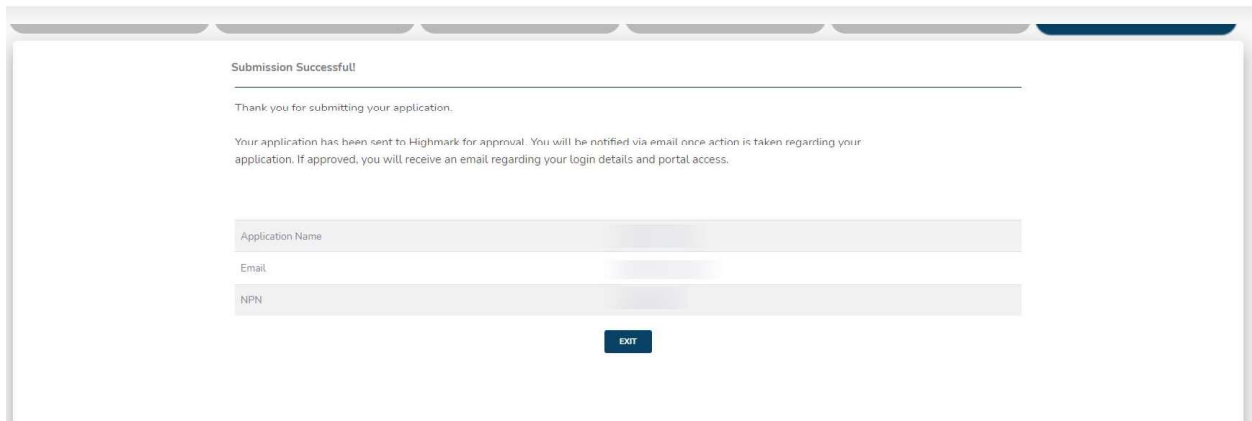 Submission Successful!
Thank you for submitting your application.
Your application has been sent to Highmark for approval. You will be notified via email once action is taken regarding your
application. If approved, you will receive an email regarding your login details and portal access.
Application Name
Email
NPN
EXIT